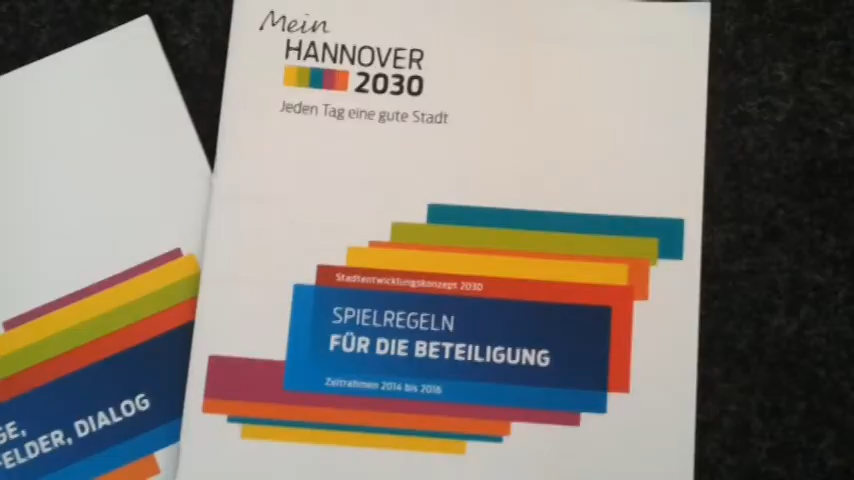 Mein
HANNOVER
2030
Jeden Tag eine gute Stadt
Stadtentwicklungskonzept 2030
SPIELREGELN
FÜR DIE BETEILIGUNG
Zeitrahmen 2014 bis 2016
GE,
FELDER, DIALOG